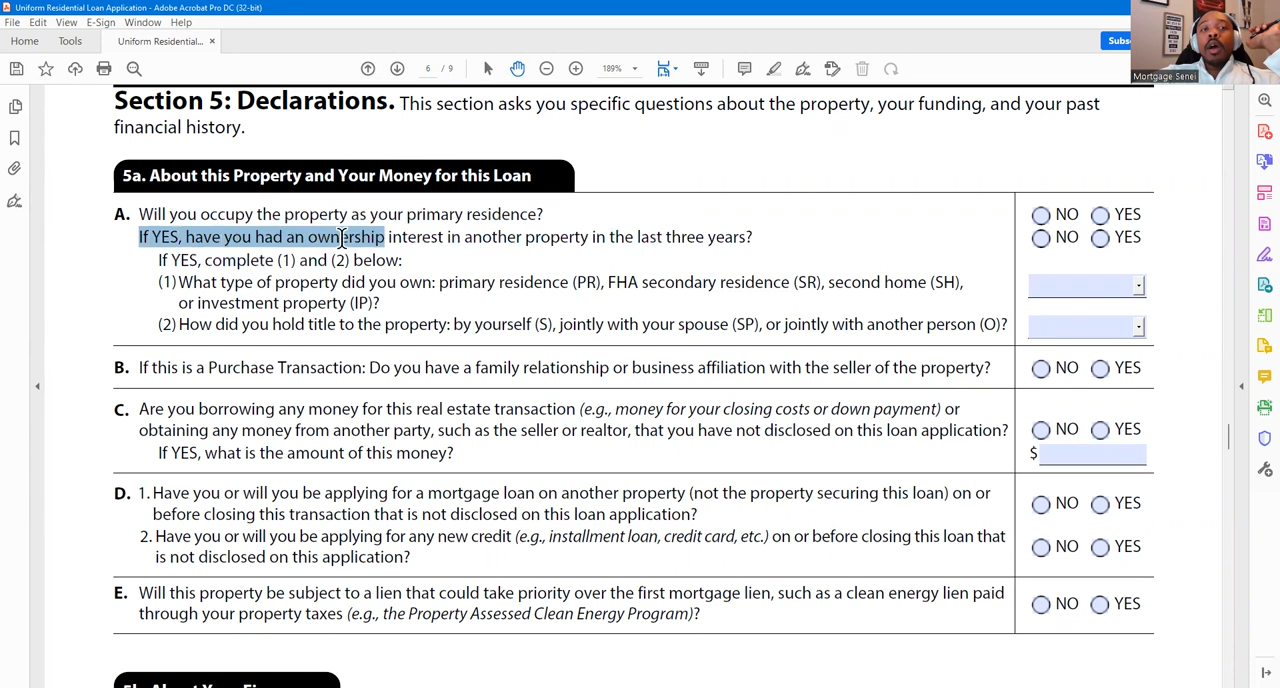 Uniform Residential Loan Application - Adobe Acrobat Pro DC (32-bit)
File Edit View E-Sign Window Help
Home Tools Uniform Residential... ×
Subs
6 / 9 189%
Mortgage Sensi
Section 5: Declarations. This section asks you specific questions about the property, your funding, and your past
financial history.
5a. About this Property and Your Money for this Loan
A. Will you occupy the property as your primary residence? NO YES
If YES, have you had an ownership interest in another property in the last three years? NO YES
If YES, complete (1) and (2) below:
(1) What type of property did you own: primary residence (PR), FHA secondary residence (SR), second home (SH),
or investment property (IP)?
(2) How did you hold title to the property: by yourself (S), jointly with your spouse (SP), or jointly with another person (O)?
B. If this is a Purchase Transaction: Do you have a family relationship or business affiliation with the seller of the property? NO YES
C. Are you borrowing any money for this real estate transaction (e.g., money for your closing costs or down payment) or
obtaining any money from another party, such as the seller or realtor, that you have not disclosed on this loan application? NO YES
If YES, what is the amount of this money? $
D. 1. Have you or will you be applying for a mortgage loan on another property (not the property securing this loan) on or
before closing this transaction that is not disclosed on this loan application? NO YES
2. Have you or will you be applying for any new credit (e.g., installment loan, credit card, etc.) on or before closing this loan that
is not disclosed on this application? NO YES
E. Will this property be subject to a lien that could take priority over the first mortgage lien, such as a clean energy lien paid
through your property taxes (e.g., the Property Assessed Clean Energy Program)? NO YES